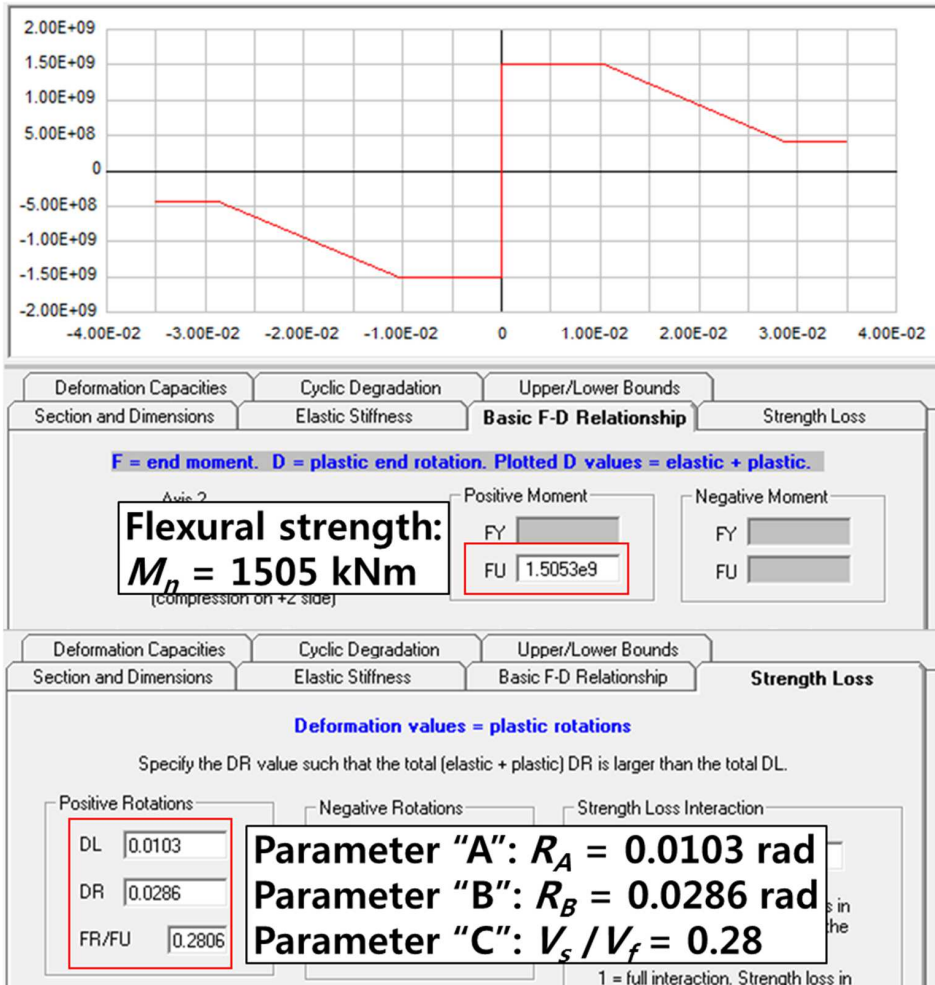 2.00E+09
1.50E+09
1.00E+09
5.00E+08
0
-5.00E+08
-1.00E+09
-1.50E+09
-2.00E+09
-4.00E-02 -3.00E-02 -2.00E-02 -1.00E-02 0 1.00E-02 2.00E-02 3.00E-02 4.00E-02
Deformation Capacities Cyclic Degradation Upper/Lower Bounds
Section and Dimensions Elastic Stiffness Basic F-D Relationship Strength Loss
F = end moment. D = plastic end rotation. Plotted D values = elastic + plastic.
Axis 2
Positive Moment
Negative Moment
Flexural strength:
Mn = 1505 kNm
FY
FU 1.5053e9
FY
FU
(compression on +2 side)
Deformation Capacities Cyclic Degradation Upper/Lower Bounds
Section and Dimensions Elastic Stiffness Basic F-D Relationship Strength Loss
Deformation values = plastic rotations
Specify the DR value such that the total (elastic + plastic) DR is larger than the total DL.
Positive Rotations Negative Rotations Strength Loss Interaction
DL 0.0103
DR 0.0286
FR/FU 0.2806
Parameter “A”: RA = 0.0103 rad
Parameter “B”: RB = 0.0286 rad
Parameter “C”: Vs /Vf = 0.28
in
the
1 = full interaction. Strength loss in